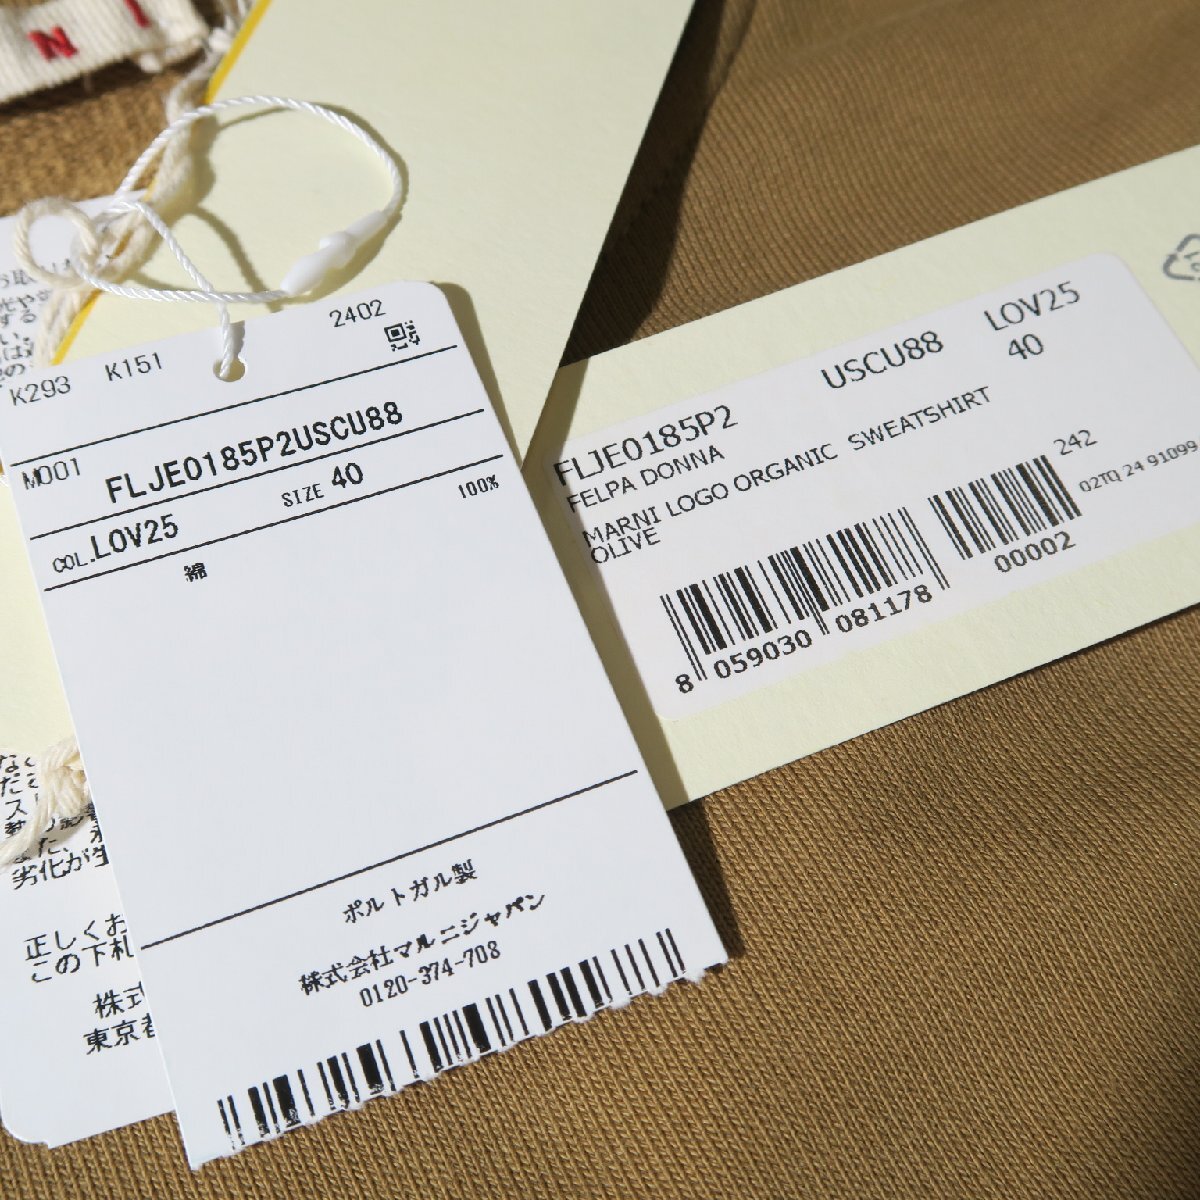 N I
K293 K151 2402
M001 FLJE0185P2USCU88
COL.LOV25 SIZE 40
綿 100%
ポルトガル製
株式会社マルニジャパン
0120-374-708
FLJE0185P2 USCU88 LOV25
FELPA DONNA 40
MARNI LOGO ORGANIC SWEATSHIRT
OLIVE
242
02TQ 24 91099
8 059030 081178 00002
劣化が
正しくお
この下札
株式
東京都